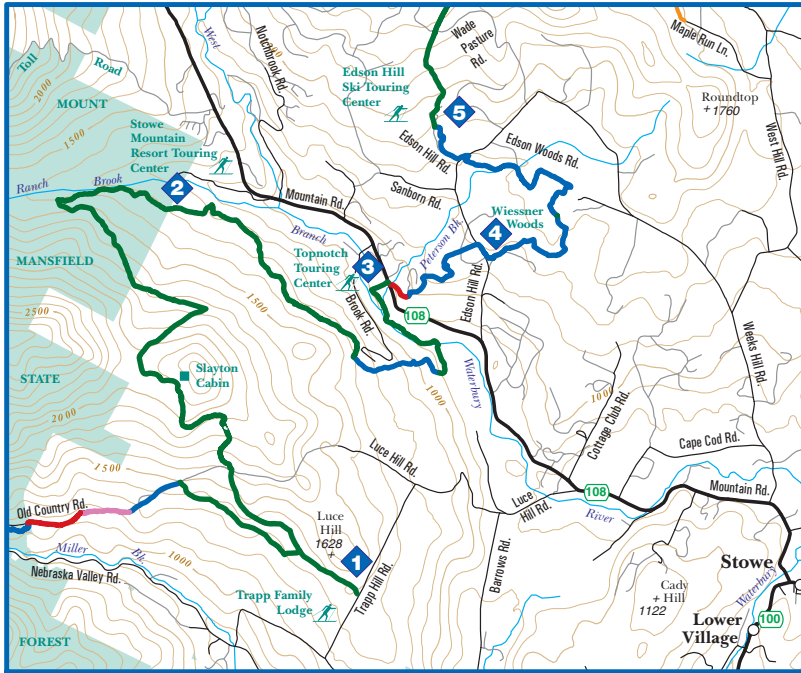 Toll
Road
2000
MOUNT
1500
West
Notchbrook Rd.
Edson Hill
Ski Touring
Center
Wade
Pasture
Rd.
5
Maple Run Ln.
Roundtop
+ 1760
West Hill Rd.
Stowe
Mountain
Resort Touring
Center
Edson Hill Rd.
Edson Woods Rd.
Ranch
Brook
2
Mountain Rd.
Sanborn Rd.
Branch
Peterson Bk.
Wiessner
Woods
4
MANSFIELD
Topnotch
Touring
Center
3
Brook Rd.
Edson Hill Rd.
108
1500
2500
Weeks Hill Rd.
STATE
Slayton
Cabin
1000
Waterbury
1000
2000
Cottage Club Rd.
Cape Cod Rd.
1500
Luce Hill Rd.
Luce
Hill Rd.
108
Mountain Rd.
River
Old Country Rd.
Luce
Hill
1628
+
1
Miller
Bk.
1000
Nebraska Valley Rd.
Trapp Hill Rd.
Barrows Rd.
Stowe
Cady
+ Hill
1122
Waterbury
Trapp Family
Lodge
Lower
Village
100
FOREST